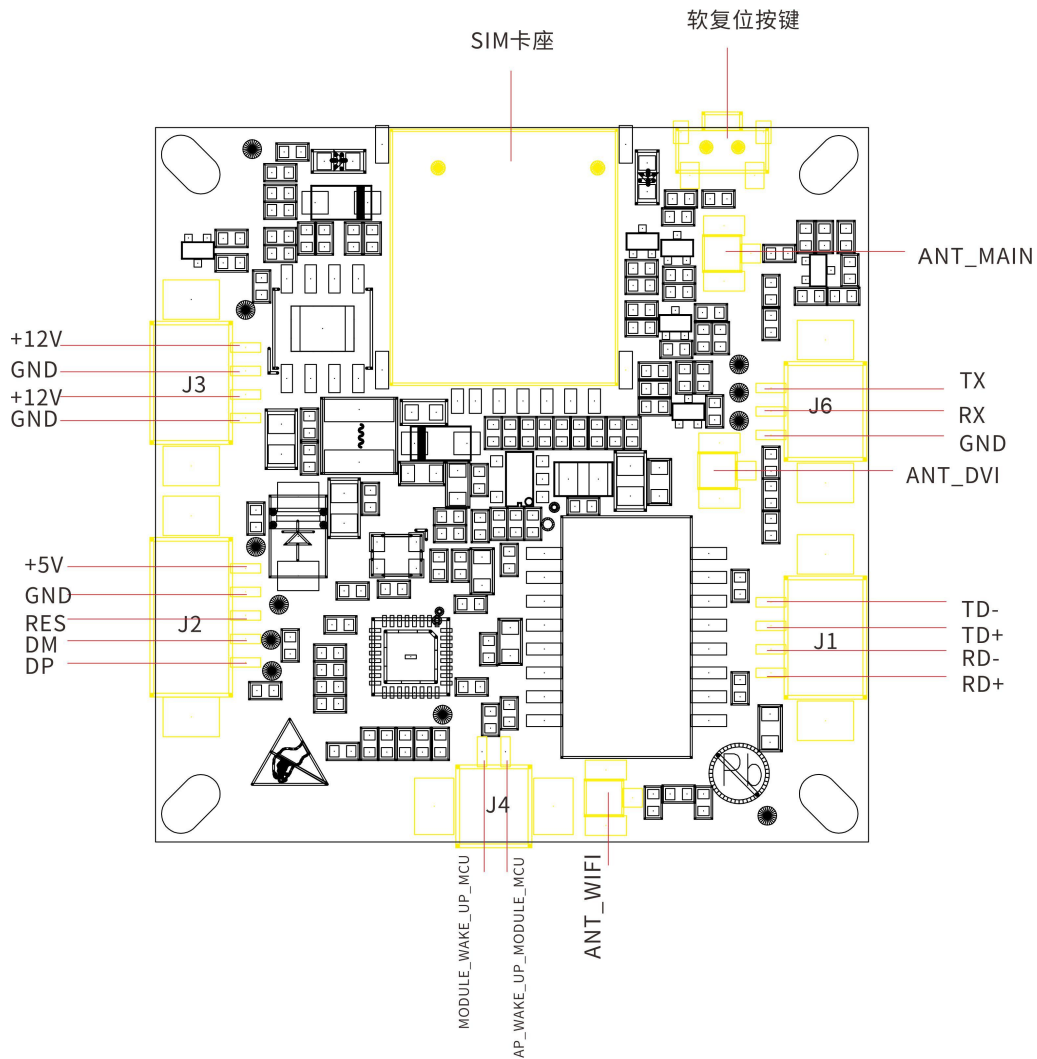 软复位按键
SIM卡座
ANT_MAIN
+12V
GND
+12V
GND
J3
TX
RX
GND
J6
ANT_DVI
+5V
GND
RES
DM
DP
J2
TD-
TD+
RD-
RD+
J1
Pb
J4
MODULE_WAKE_UP_MCU
AP_WAKE_UP_MODULE_MCU
ANT_WIFI